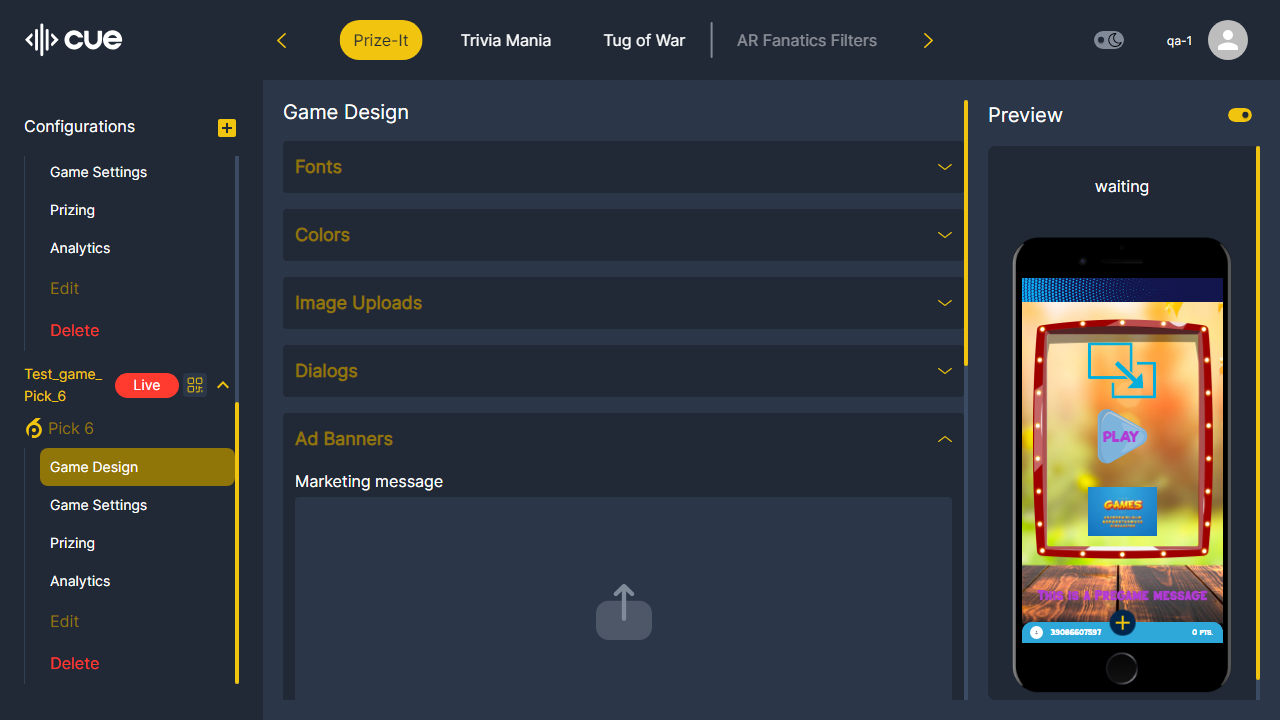 cue
Prize-It
Trivia Mania
Tug of War
AR Fanatics Filters
qa-1
Configurations
Game Settings
Prizing
Analytics
Edit
Delete
Test_game_
Pick_6
Live
Pick 6
Game Design
Game Settings
Prizing
Analytics
Edit
Delete
Game Design
Fonts
Colors
Image Uploads
Dialogs
Ad Banners
Marketing message
Preview
waiting
PLAY
GAMES
This is a Pregame message
39086607597
0 PTS.